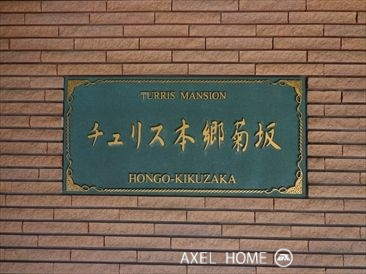 TURRIS MANSION
チュリス本郷菊坂
HONGO-KIKUZAKA
AXEL HOME